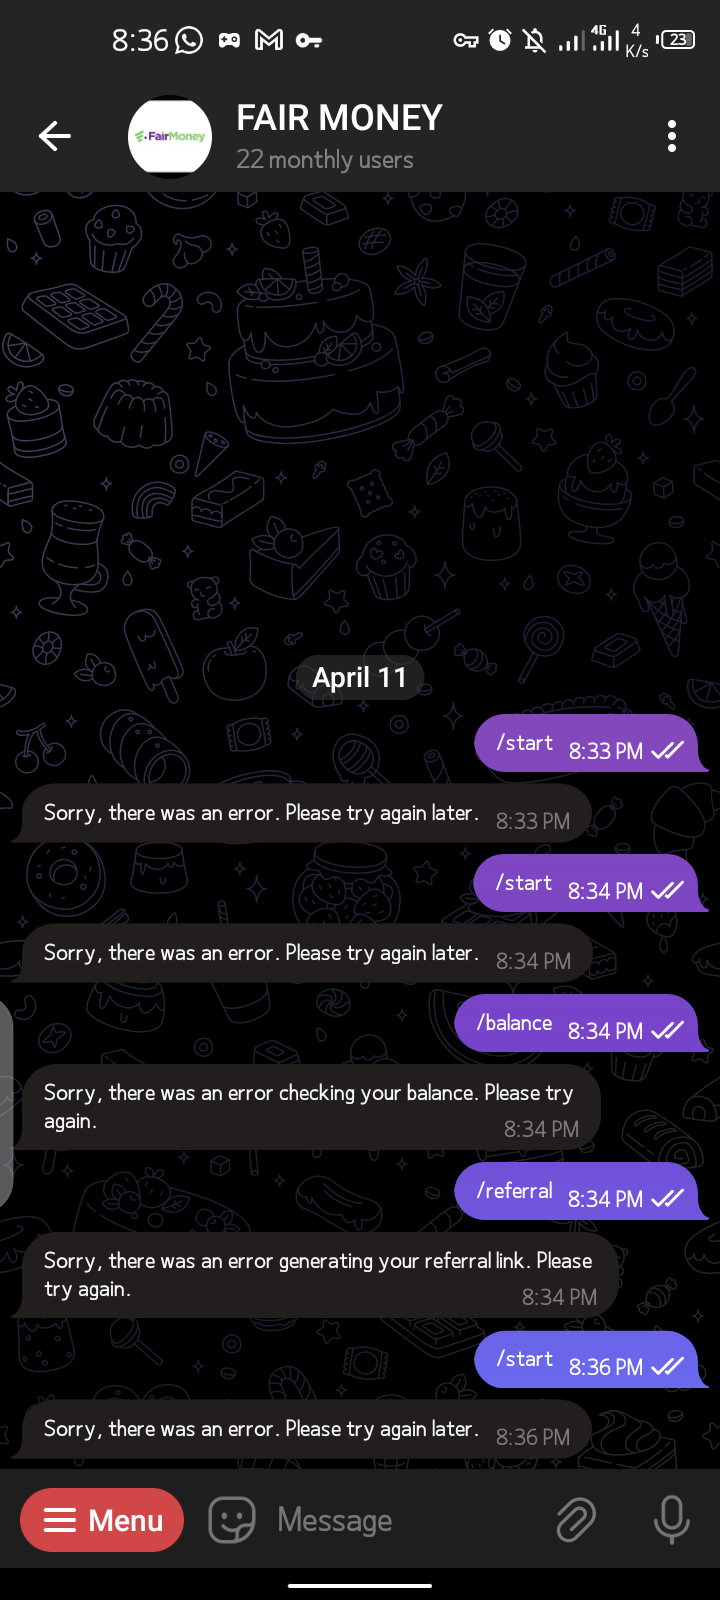 8:36
4G
4
K/s
23
FairMoney
FAIR MONEY
22 monthly users
April 11
/start 8:33 PM
Sorry, there was an error. Please try again later. 8:33 PM
/start 8:34 PM
Sorry, there was an error. Please try again later. 8:34 PM
/balance 8:34 PM
Sorry, there was an error checking your balance. Please try
again. 8:34 PM
/referral 8:34 PM
Sorry, there was an error generating your referral link. Please
try again. 8:34 PM
/start 8:36 PM
Sorry, there was an error. Please try again later. 8:36 PM
Menu
Message